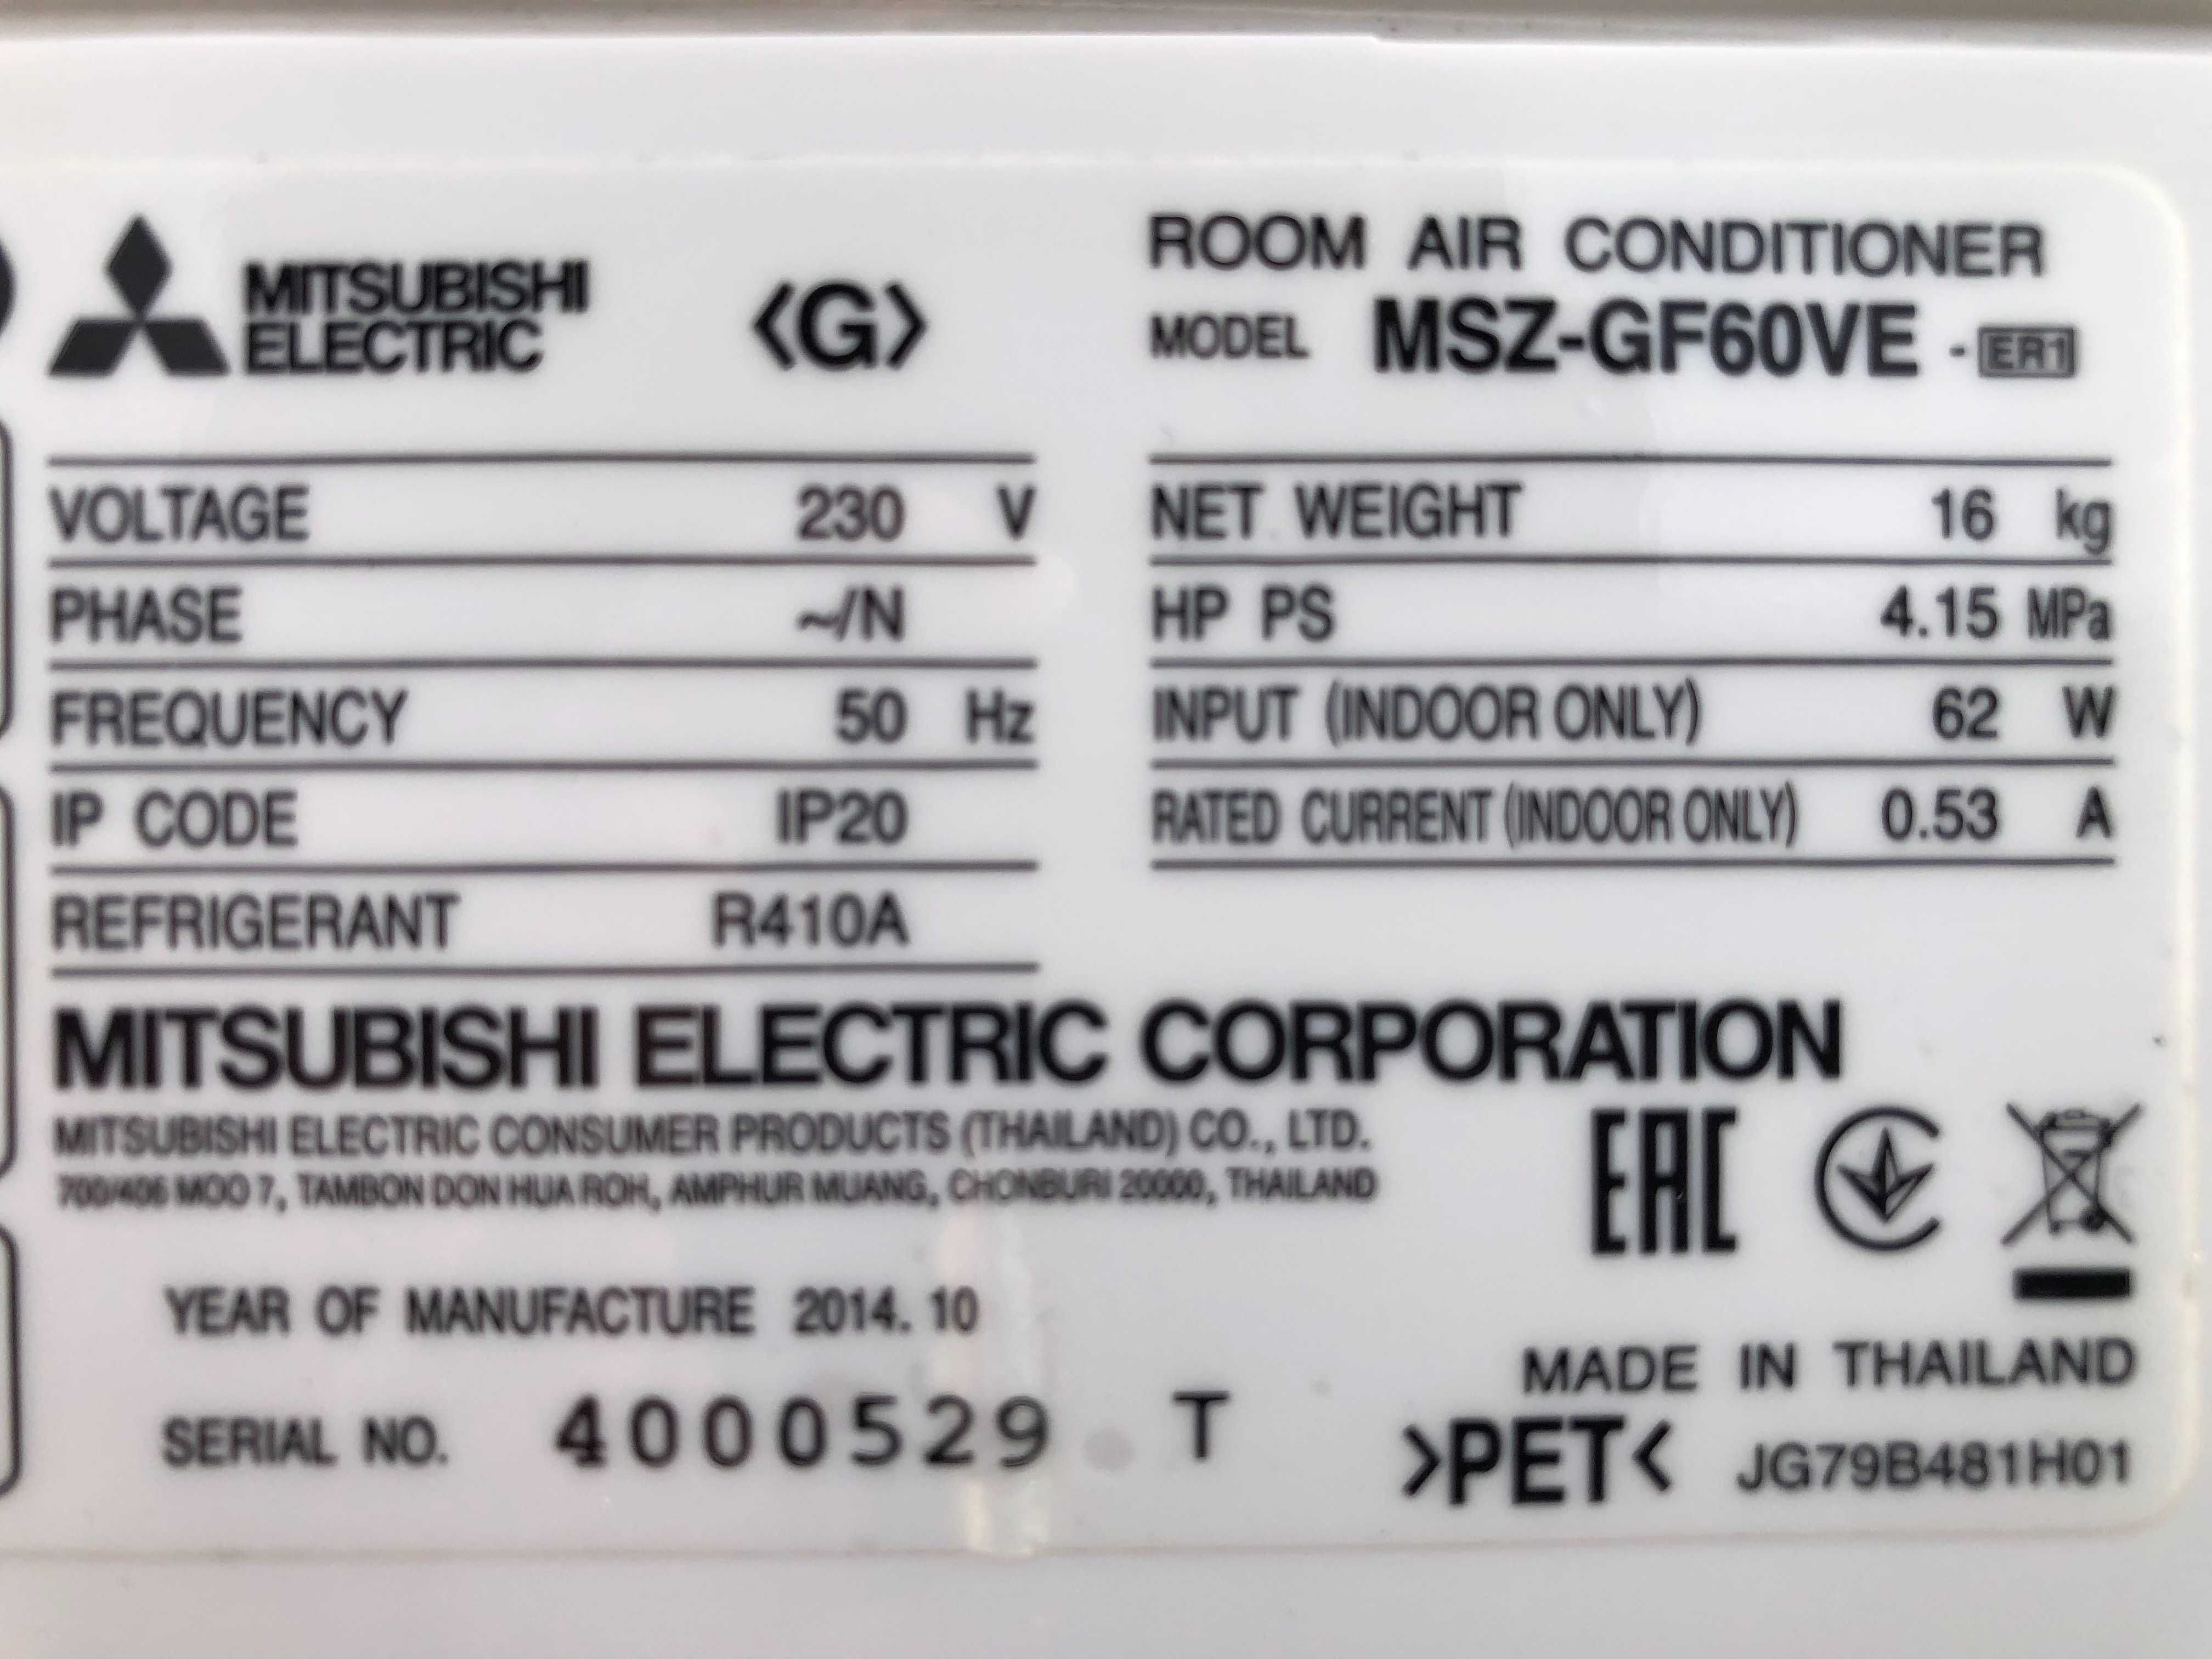 MITSUBISHI
ELECTRIC
〈G〉
ROOM AIR CONDITIONER
MODEL MSZ-GF60VE -ER1
VOLTAGE 230 V
PHASE ~/N
FREQUENCY 50 Hz
IP CODE IP20
REFRIGERANT R410A
NET WEIGHT 16 kg
HP PS 4.15 MPa
INPUT (INDOOR ONLY) 62 W
RATED CURRENT (INDOOR ONLY) 0.53 A
MITSUBISHI ELECTRIC CORPORATION
MITSUBISHI ELECTRIC CONSUMER PRODUCTS (THAILAND) CO., LTD.
700/406 MOO 7, TAMBON DON HUA ROH, AMPHUR MUANG, CHONBURI 20000, THAILAND
EAC
YEAR OF MANUFACTURE 2014. 10
SERIAL NO. 4000529 T
MADE IN THAILAND
>PET< JG79B481H01